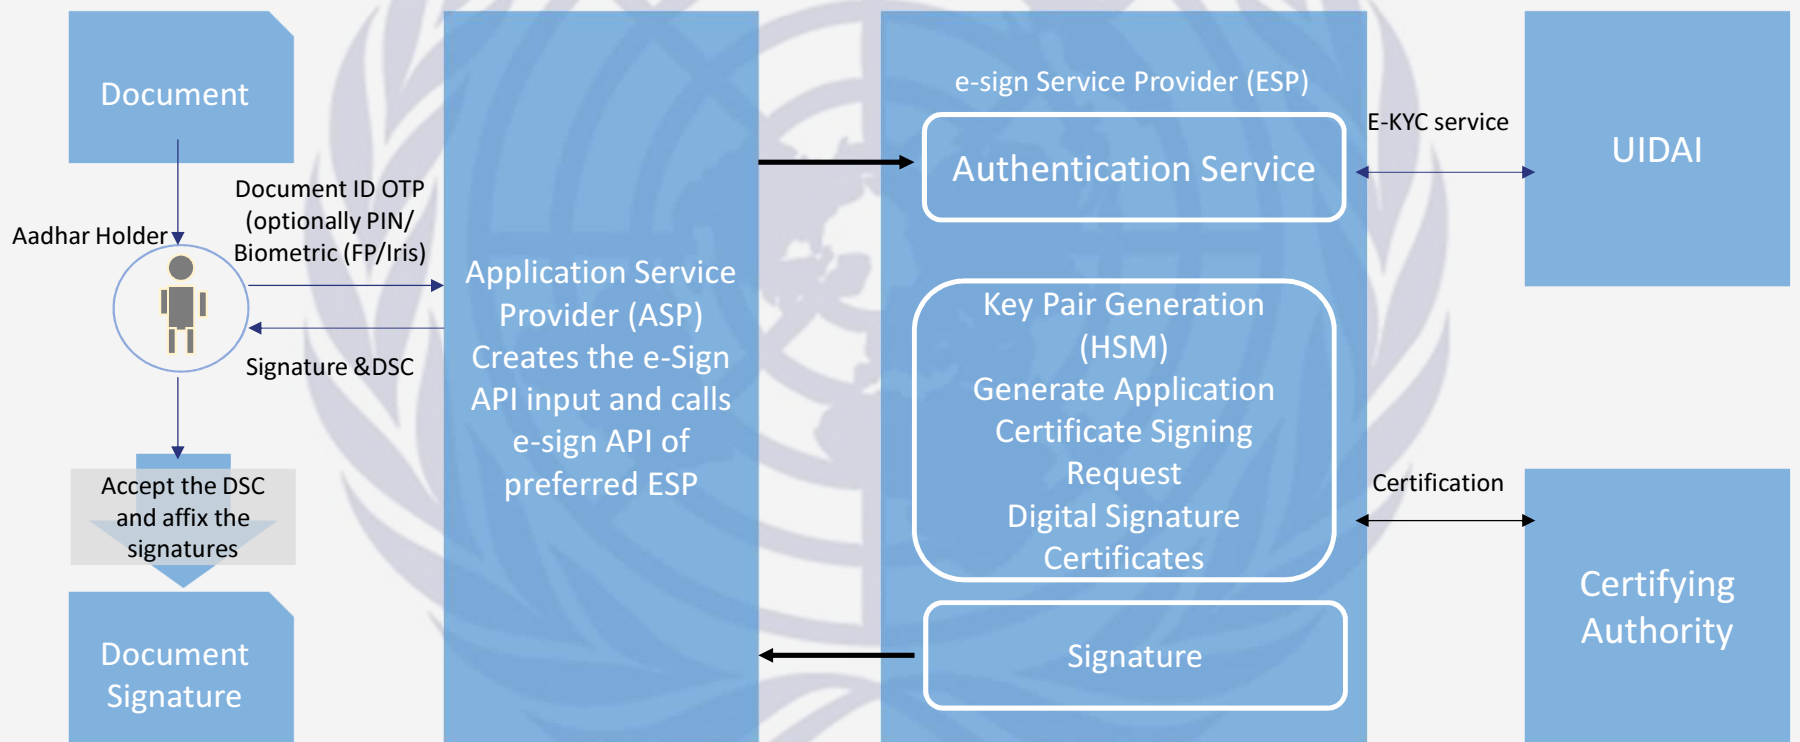 Document
Aadhar Holder
Document ID OTP
(optionally PIN/
Biometric (FP/Iris)
Signature &DSC
Accept the DSC
and affix the
signatures
Document
Signature
Application Service
Provider (ASP)
Creates the e-Sign
API input and calls
e-sign API of
preferred ESP
e-sign Service Provider (ESP)
Authentication Service
Key Pair Generation
(HSM)
Generate Application
Certificate Signing
Request
Digital Signature
Certificates
Signature
E-KYC service
UIDAI
Certification
Certifying
Authority